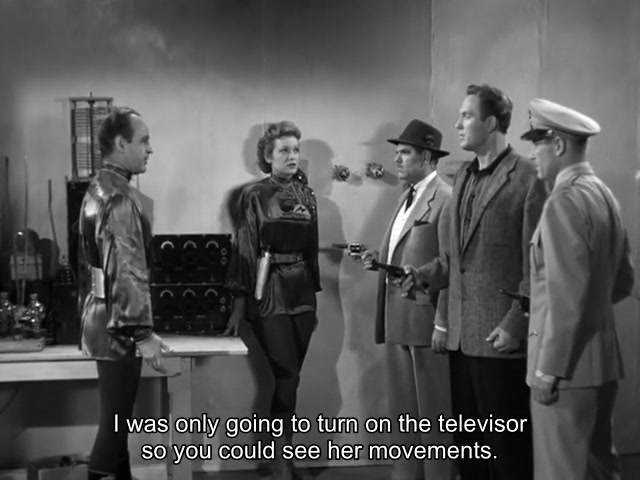 I was only going to turn on the televisor
so you could see her movements.